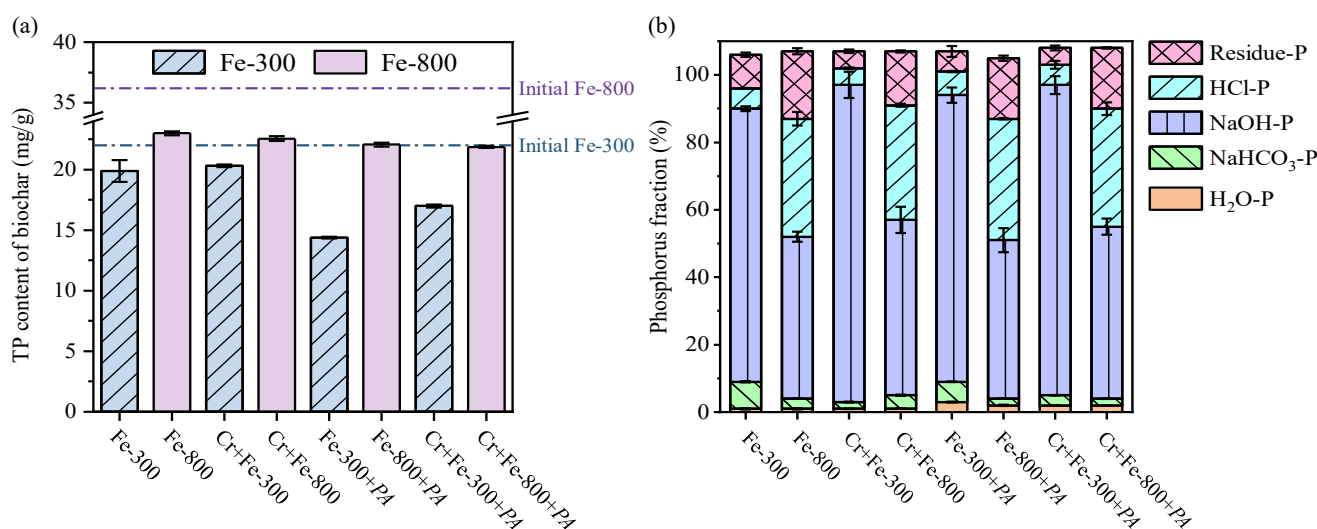 (a)
TP content of biochar (mg/g)
40
35
20
15
10
5
0
Fe-300
Fe-800
Initial Fe-800
Initial Fe-300
Fe-300
Fe-800
Cr+Fe-300
Cr+Fe-800
Fe-300+PA
Fe-800+PA
Cr+Fe-300+PA
Cr+Fe-800+PA
(b)
Phosphorus fraction (%)
100
80
60
40
20
0
Fe-300
Fe-800
Cr+Fe-300
Cr+Fe-800
Fe-300+PA
Fe-800+PA
Cr+Fe-300+PA
Cr+Fe-800+PA
Residue-P
HCl-P
NaOH-P
NaHCO₃-P
H₂O-P